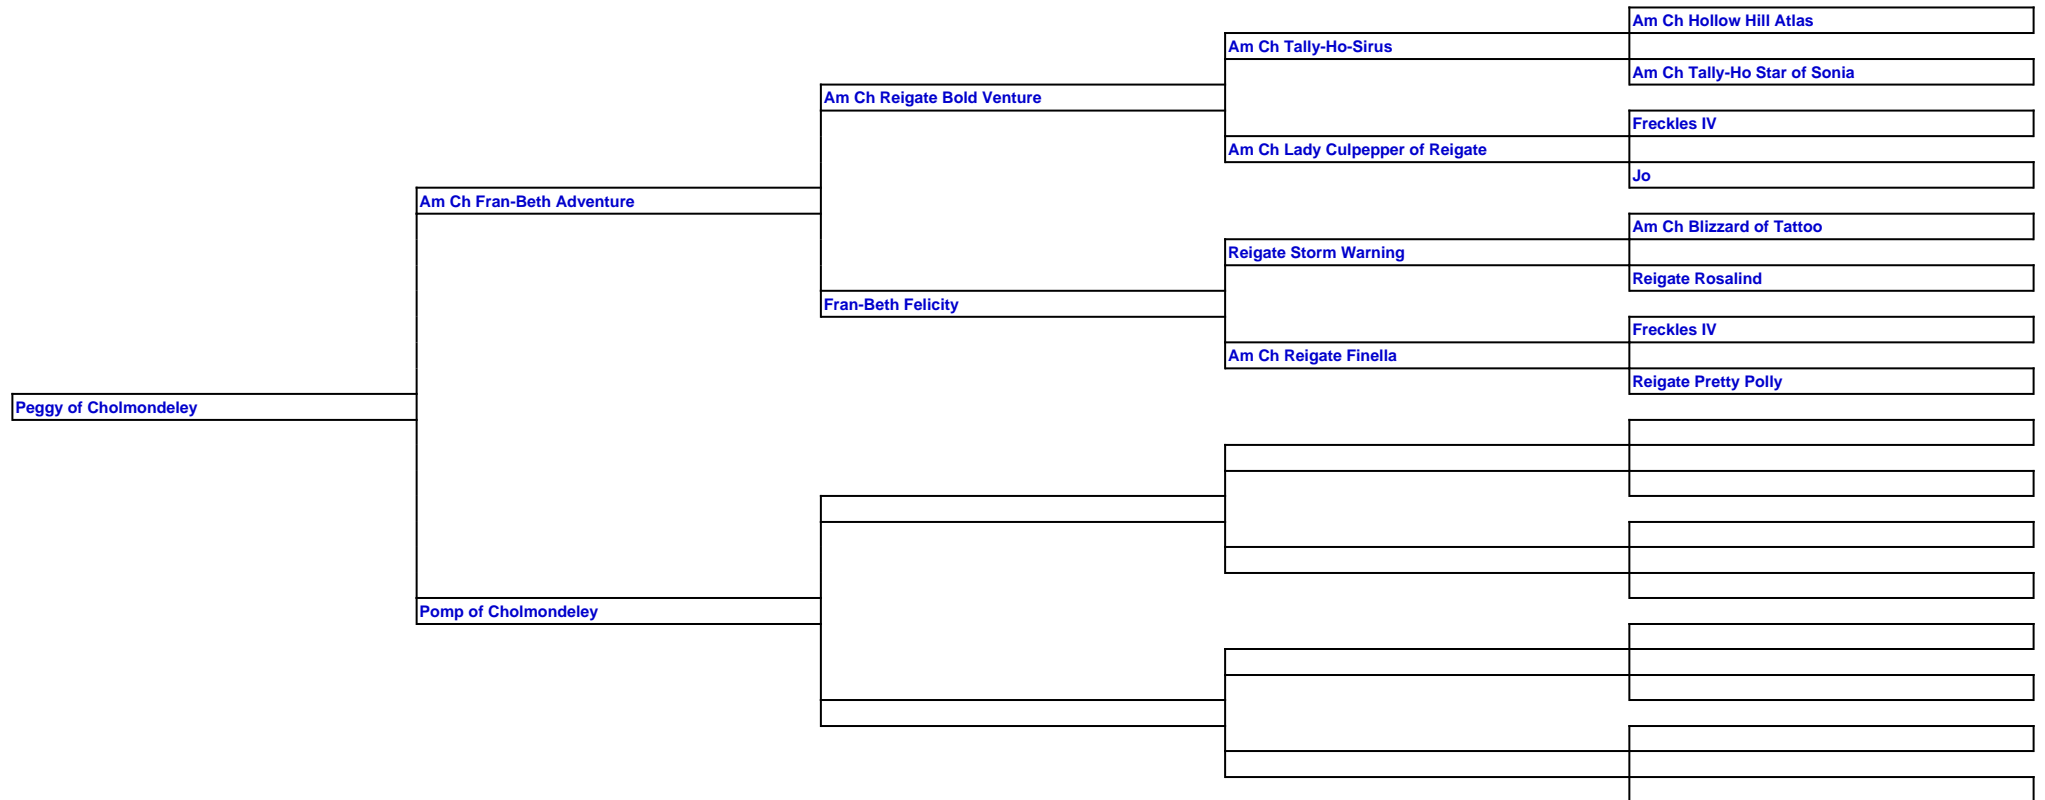 Am Ch Hollow Hill Atlas
Am Ch Tally-Ho-Sirus
Am Ch Tally-Ho Star of Sonia
Am Ch Reigate Bold Venture
Freckles IV
Am Ch Lady Culpepper of Reigate
Jo
Am Ch Fran-Beth Adventure
Am Ch Blizzard of Tattoo
Reigate Storm Warning
Reigate Rosalind
Fran-Beth Felicity
Freckles IV
Am Ch Reigate Finella
Reigate Pretty Polly
Peggy of Cholmondeley
Pomp of Cholmondeley